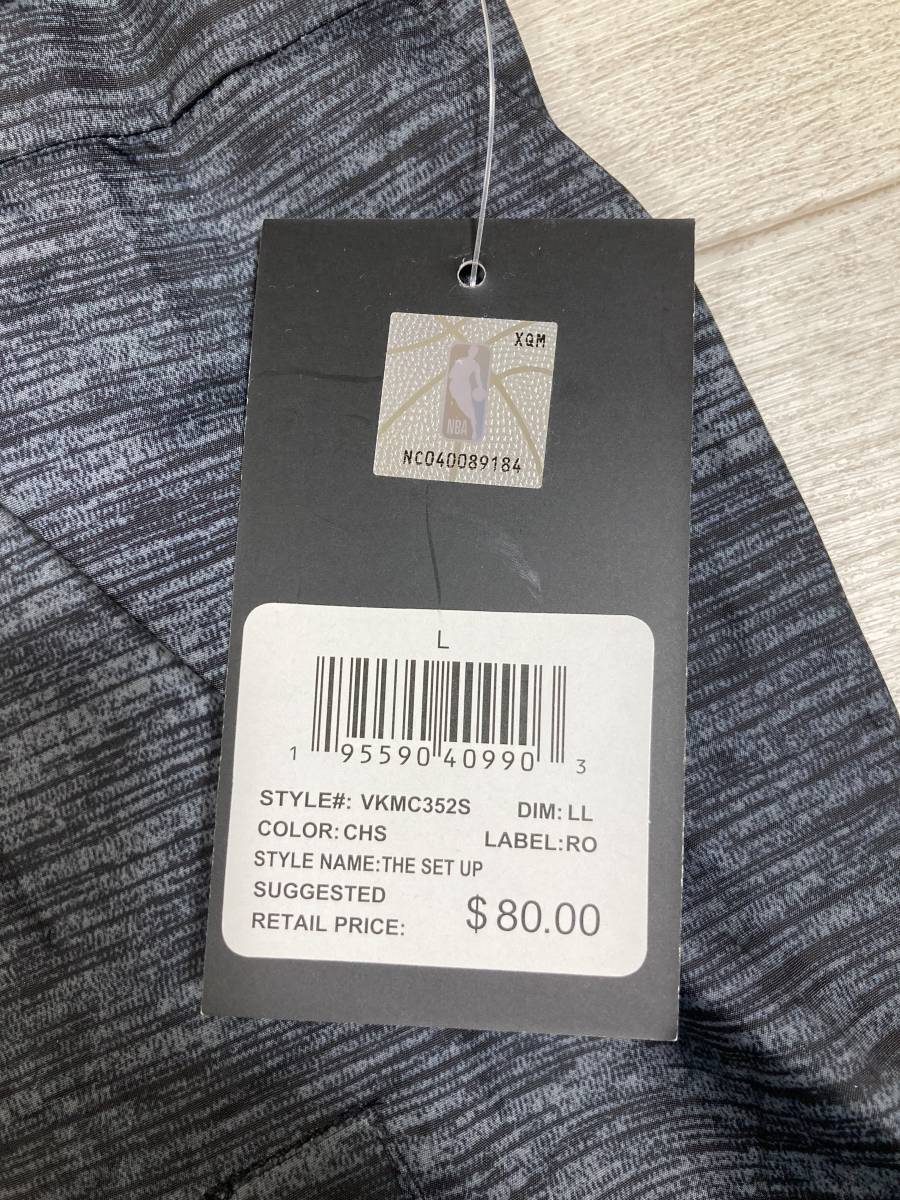 XQM
NBA
NC040089184
L
1 95590 40990 3
STYLE#: VKMC352S DIM: LL
COLOR: CHS LABEL:RO
STYLE NAME:THE SET UP
SUGGESTED
RETAIL PRICE: $80.00